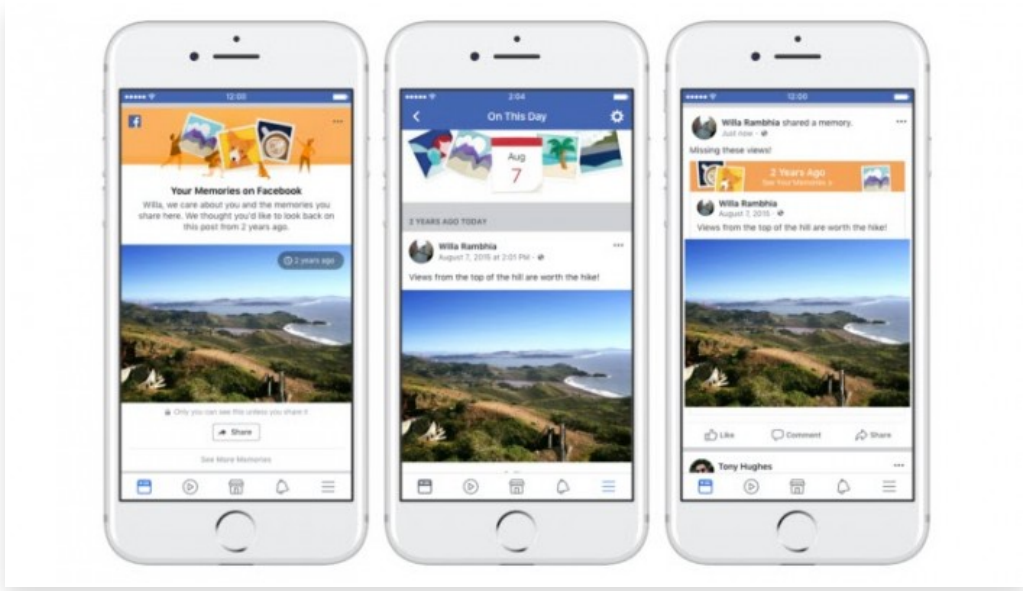 12:00
Your Memories on Facebook
Willa, we care about you and the memories you
share here. We thought you'd like to look back on
this post from 2 years ago.
2 years ago
Only you can see this unless you share it
Share
See More Memories
2:04
On This Day
Aug
7
2 YEARS AGO TODAY
Willa Rambhia
August 7, 2015 at 2:01 PM
Views from the top of the hill are worth the hike!
12:00
Willa Rambhia shared a memory.
Just now
Missing these views!
2 Years Ago
See Your Memories >
Willa Rambhia
August 7, 2015
Views from the top of the hill are worth the hike!
Like
Comment
Share
Tony Hughes